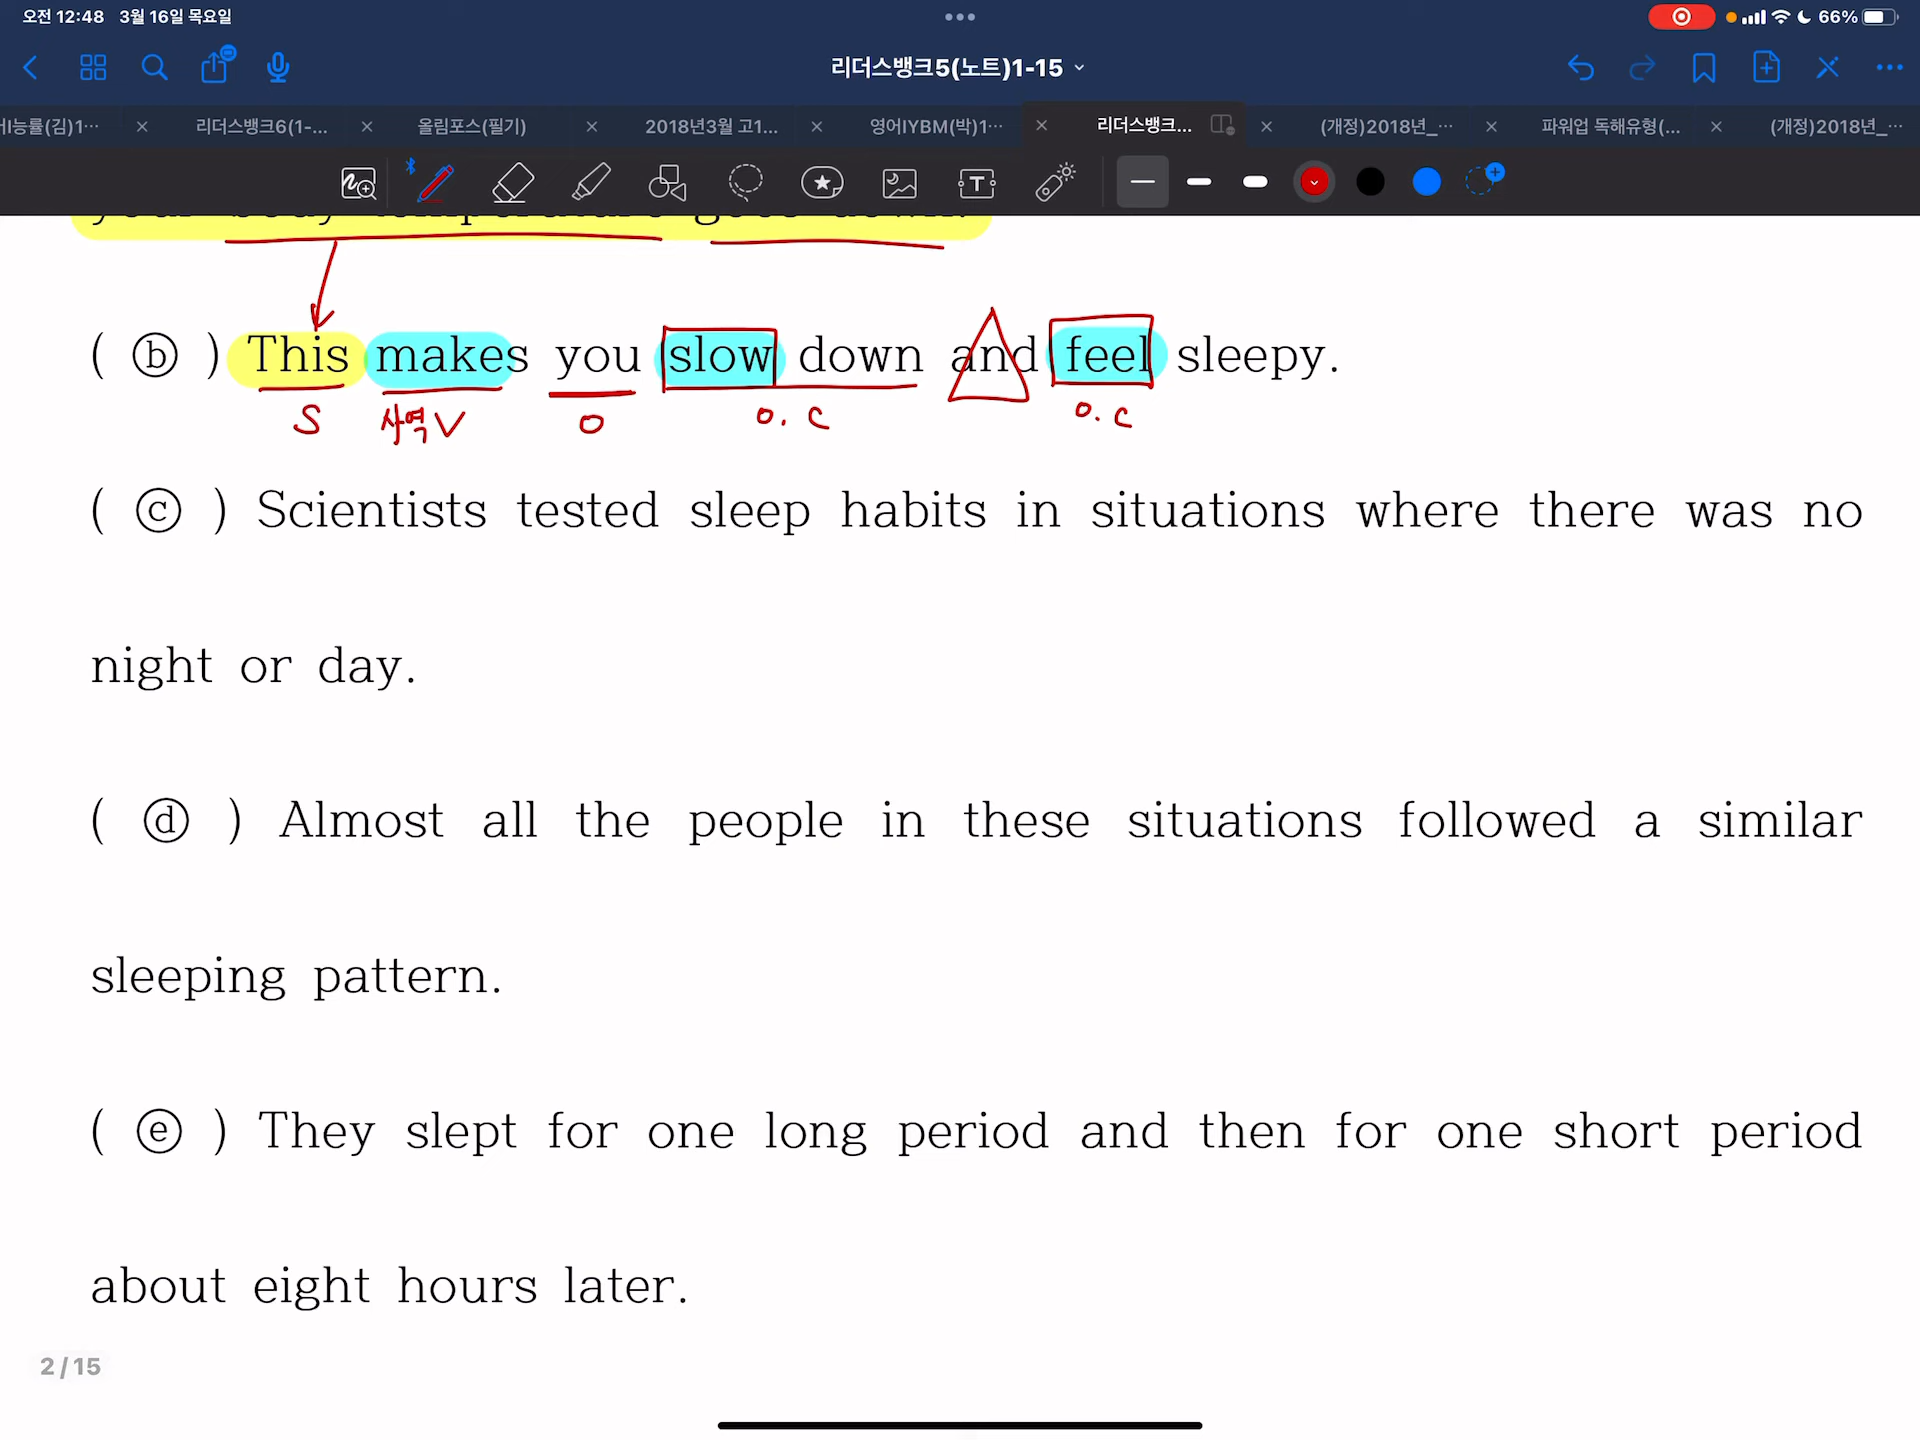 오전 12:48 3월 16일 목요일
66%
리더스뱅크5(노트)1-15
리더스뱅크6(1-...
올림포스(필기)
2018년3월 고1...
영어IYBM(박)1...
리더스뱅크...
(개정)2018년_...
파워업 독해유형(...
(개정)2018년_...
your body temperature goes down.
( ⓑ ) This makes you slow down and feel sleepy.
S 사역V O O.C O.C
( ⓒ ) Scientists tested sleep habits in situations where there was no
night or day.
( ⓓ ) Almost all the people in these situations followed a similar
sleeping pattern.
( ⓔ ) They slept for one long period and then for one short period
about eight hours later.
2 / 15